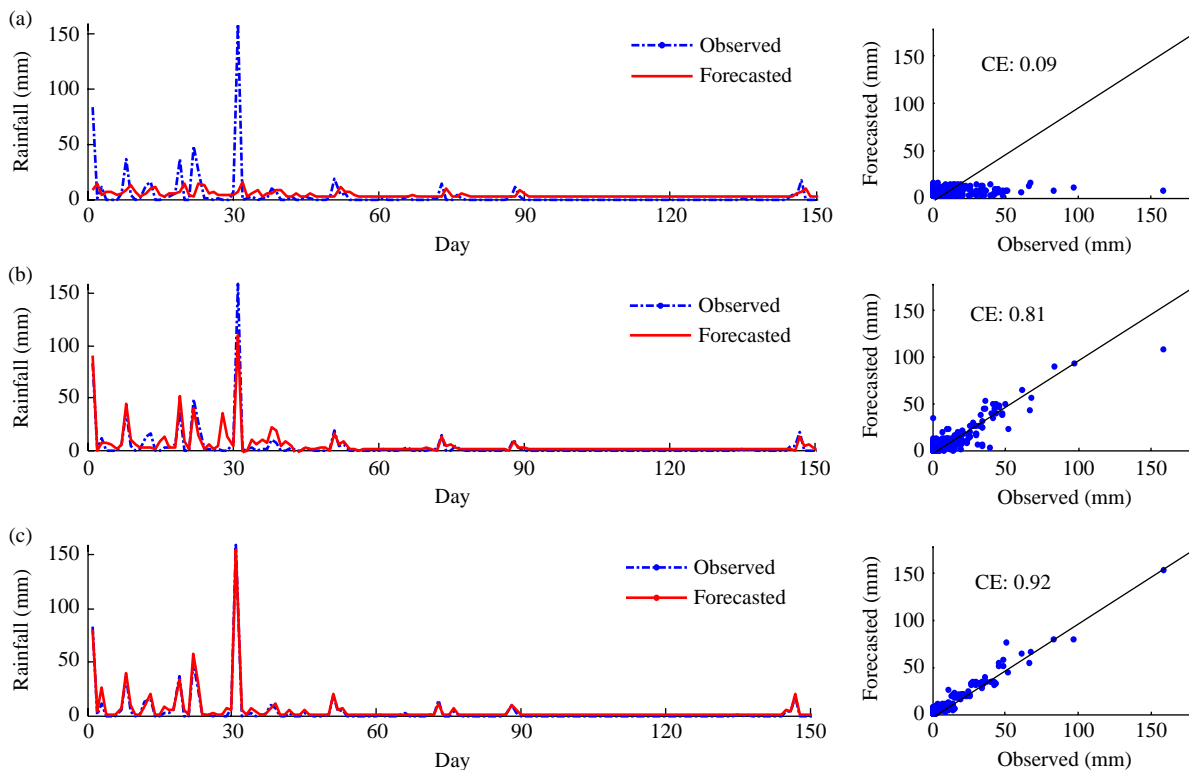 (a)
Rainfall (mm)
150
100
50
0
0 30 60 90 120 150
Day
Observed
Forecasted
Forecasted (mm)
150
100
50
0
0 50 100 150
Observed (mm)
CE: 0.09
(b)
Rainfall (mm)
150
100
50
0
0 30 60 90 120 150
Day
Observed
Forecasted
Forecasted (mm)
150
100
50
0
0 50 100 150
Observed (mm)
CE: 0.81
(c)
Rainfall (mm)
150
100
50
0
0 30 60 90 120 150
Day
Observed
Forecasted
Forecasted (mm)
150
100
50
0
0 50 100 150
Observed (mm)
CE: 0.92